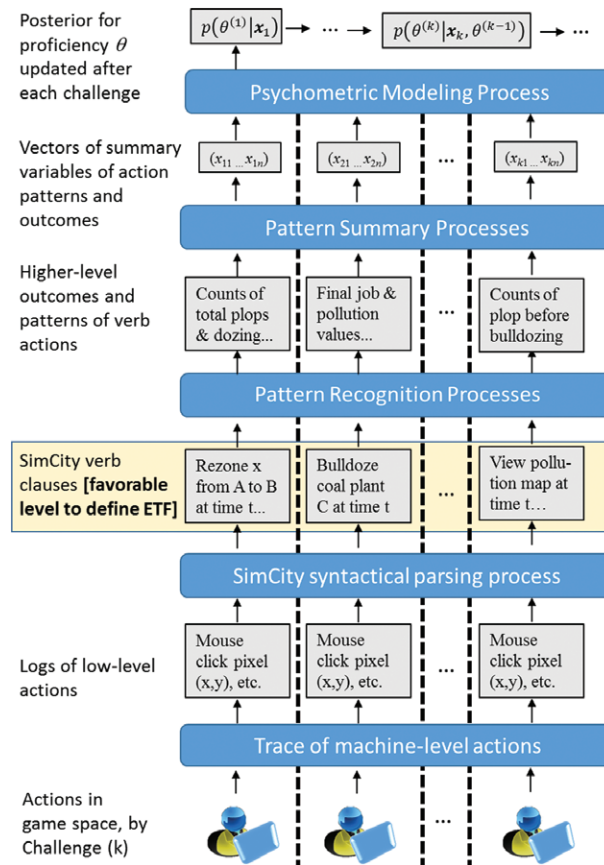 Posterior for
proficiency θ
updated after
each challenge
p(θ⁽¹⁾|x₁)
...
p(θ⁽ᵏ⁾|xₖ, θ⁽ᵏ⁻¹⁾)
...
Psychometric Modeling Process
Vectors of summary
variables of action
patterns and
outcomes
(x₁₁ ... x₁ₙ)
(x₂₁ ... x₂ₙ)
...
(xₖ₁ ... xₖₙ)
Pattern Summary Processes
Higher-level
outcomes and
patterns of verb
actions
Counts of
total plops
& dozing...
Final job &
pollution
values...
...
Counts of
plop before
bulldozing
Pattern Recognition Processes
SimCity verb
clauses [favorable
level to define ETF]
Rezone x
from A to B
at time t...
Bulldoze
coal plant
C at time t
...
View pollu-
tion map at
time t...
SimCity syntactical parsing process
Logs of low-level
actions
Mouse
click pixel
(x,y), etc.
Mouse
click pixel
(x,y), etc.
...
Mouse
click pixel
(x,y), etc.
Trace of machine-level actions
Actions in
game space, by
Challenge (k)
...